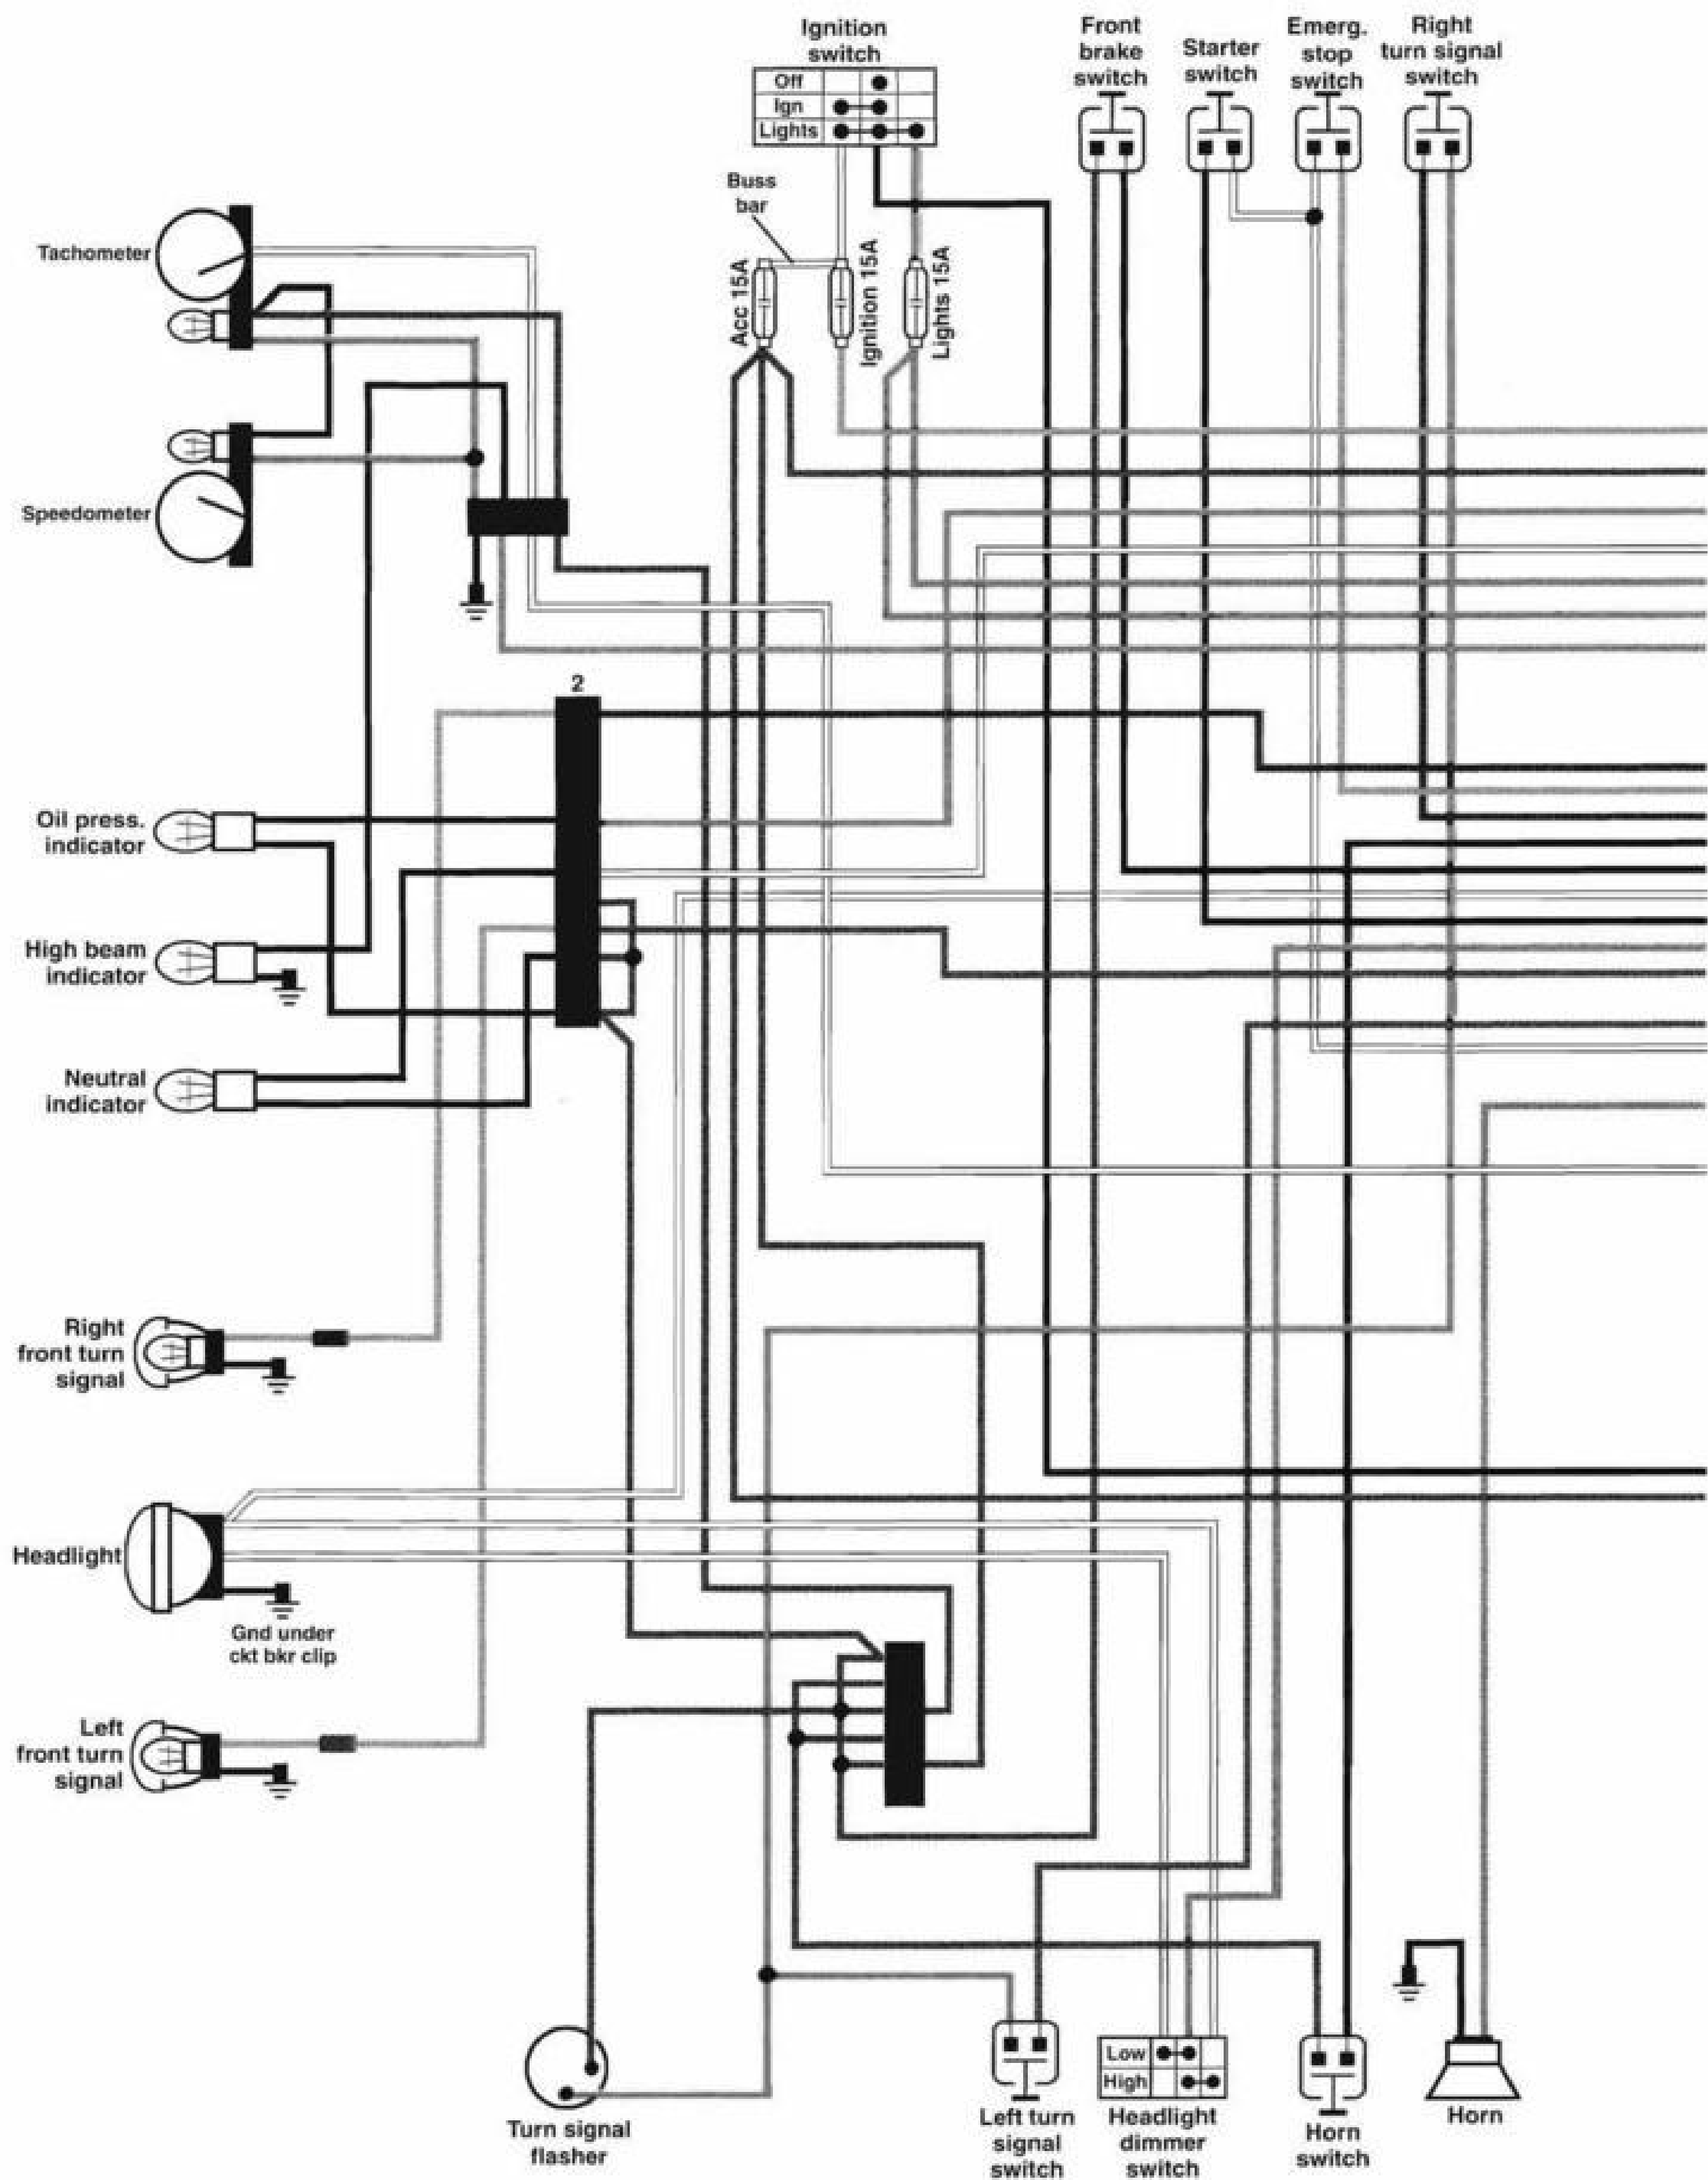 Ignition
switch
Off
Ign
Lights
Front
brake
switch
Starter
switch
Emerg.
stop
switch
Right
turn signal
switch
Buss
bar
Acc 15A
Ignition 15A
Lights 15A
Tachometer
Speedometer
2
Oil press.
indicator
High beam
indicator
Neutral
indicator
Right
front turn
signal
Headlight
Gnd under
ckt bkr clip
Left
front turn
signal
Turn signal
flasher
Left turn
signal
switch
Low
High
Headlight
dimmer
switch
Horn
switch
Horn